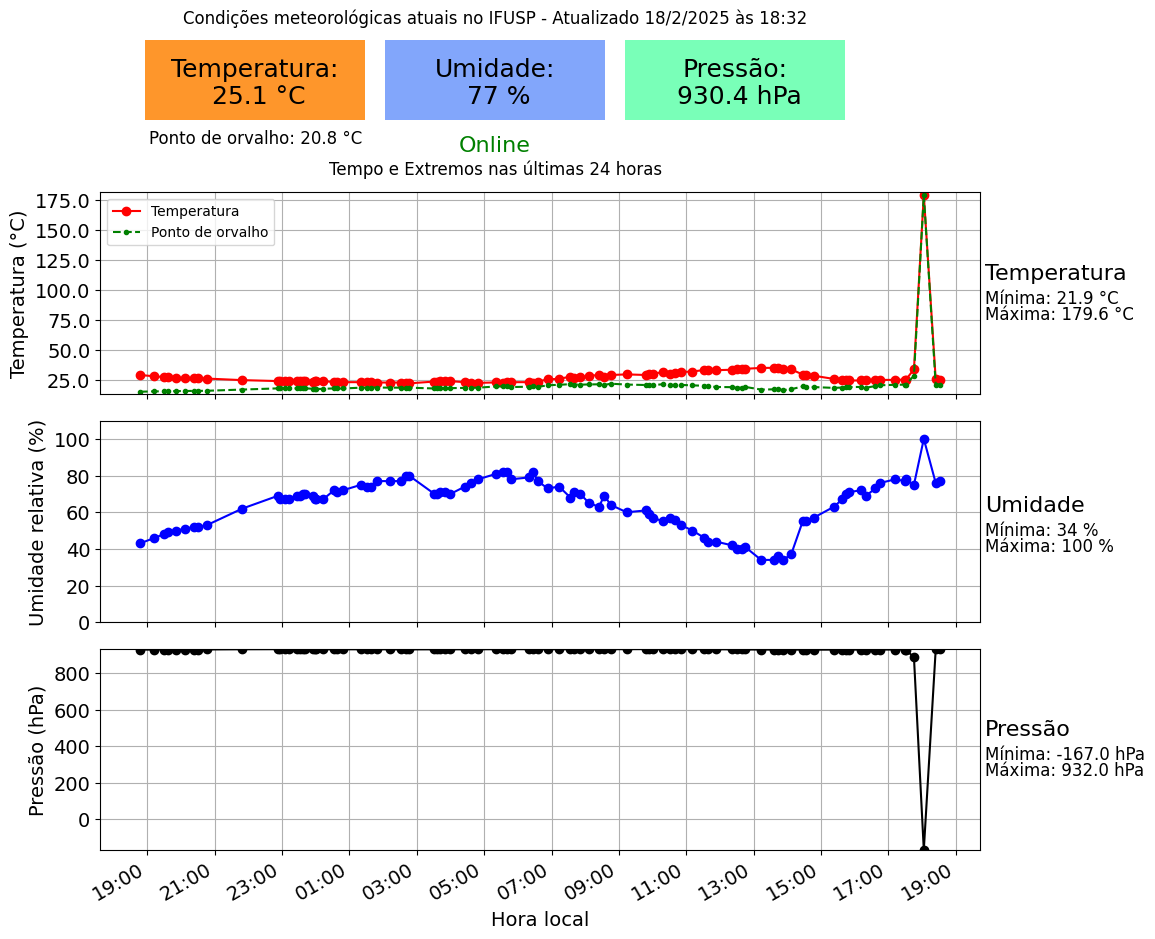 Condições meteorológicas atuais no IFUSP - Atualizado 18/2/2025 às 18:32
Temperatura:
25.1 °C
Umidade:
77 %
Pressão:
930.4 hPa
Ponto de orvalho: 20.8 °C
Online
Tempo e Extremos nas últimas 24 horas
Temperatura (°C)
175.0
150.0
125.0
100.0
75.0
50.0
25.0
Temperatura
Ponto de orvalho
Temperatura
Mínima: 21.9 °C
Máxima: 179.6 °C
Umidade relativa (%)
100
80
60
40
20
0
Umidade
Mínima: 34 %
Máxima: 100 %
Pressão (hPa)
800
600
400
200
0
Pressão
Mínima: -167.0 hPa
Máxima: 932.0 hPa
19:00 21:00 23:00 01:00 03:00 05:00 07:00 09:00 11:00 13:00 15:00 17:00 19:00
Hora local